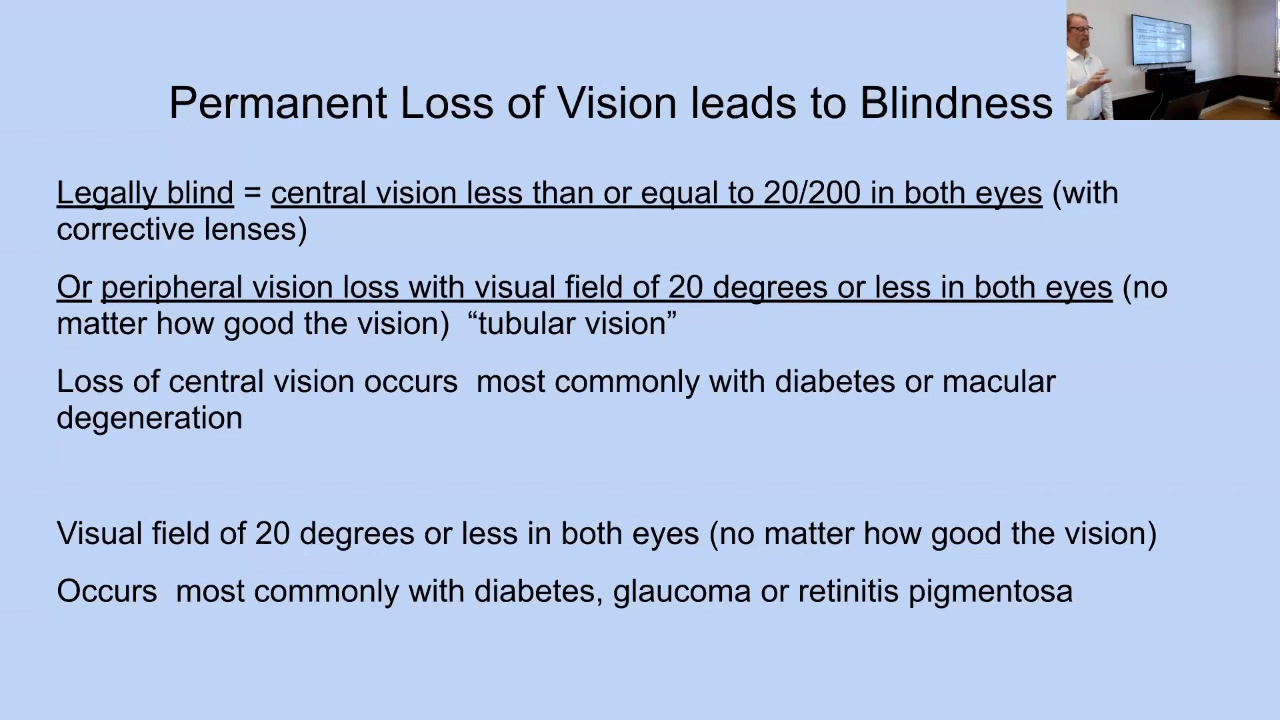 Permanent Loss of Vision leads to Blindness
Legally blind = central vision less than or equal to 20/200 in both eyes (with
corrective lenses)
Or peripheral vision loss with visual field of 20 degrees or less in both eyes (no
matter how good the vision)  “tubular vision”
Loss of central vision occurs  most commonly with diabetes or macular
degeneration
Visual field of 20 degrees or less in both eyes (no matter how good the vision)
Occurs  most commonly with diabetes, glaucoma or retinitis pigmentosa